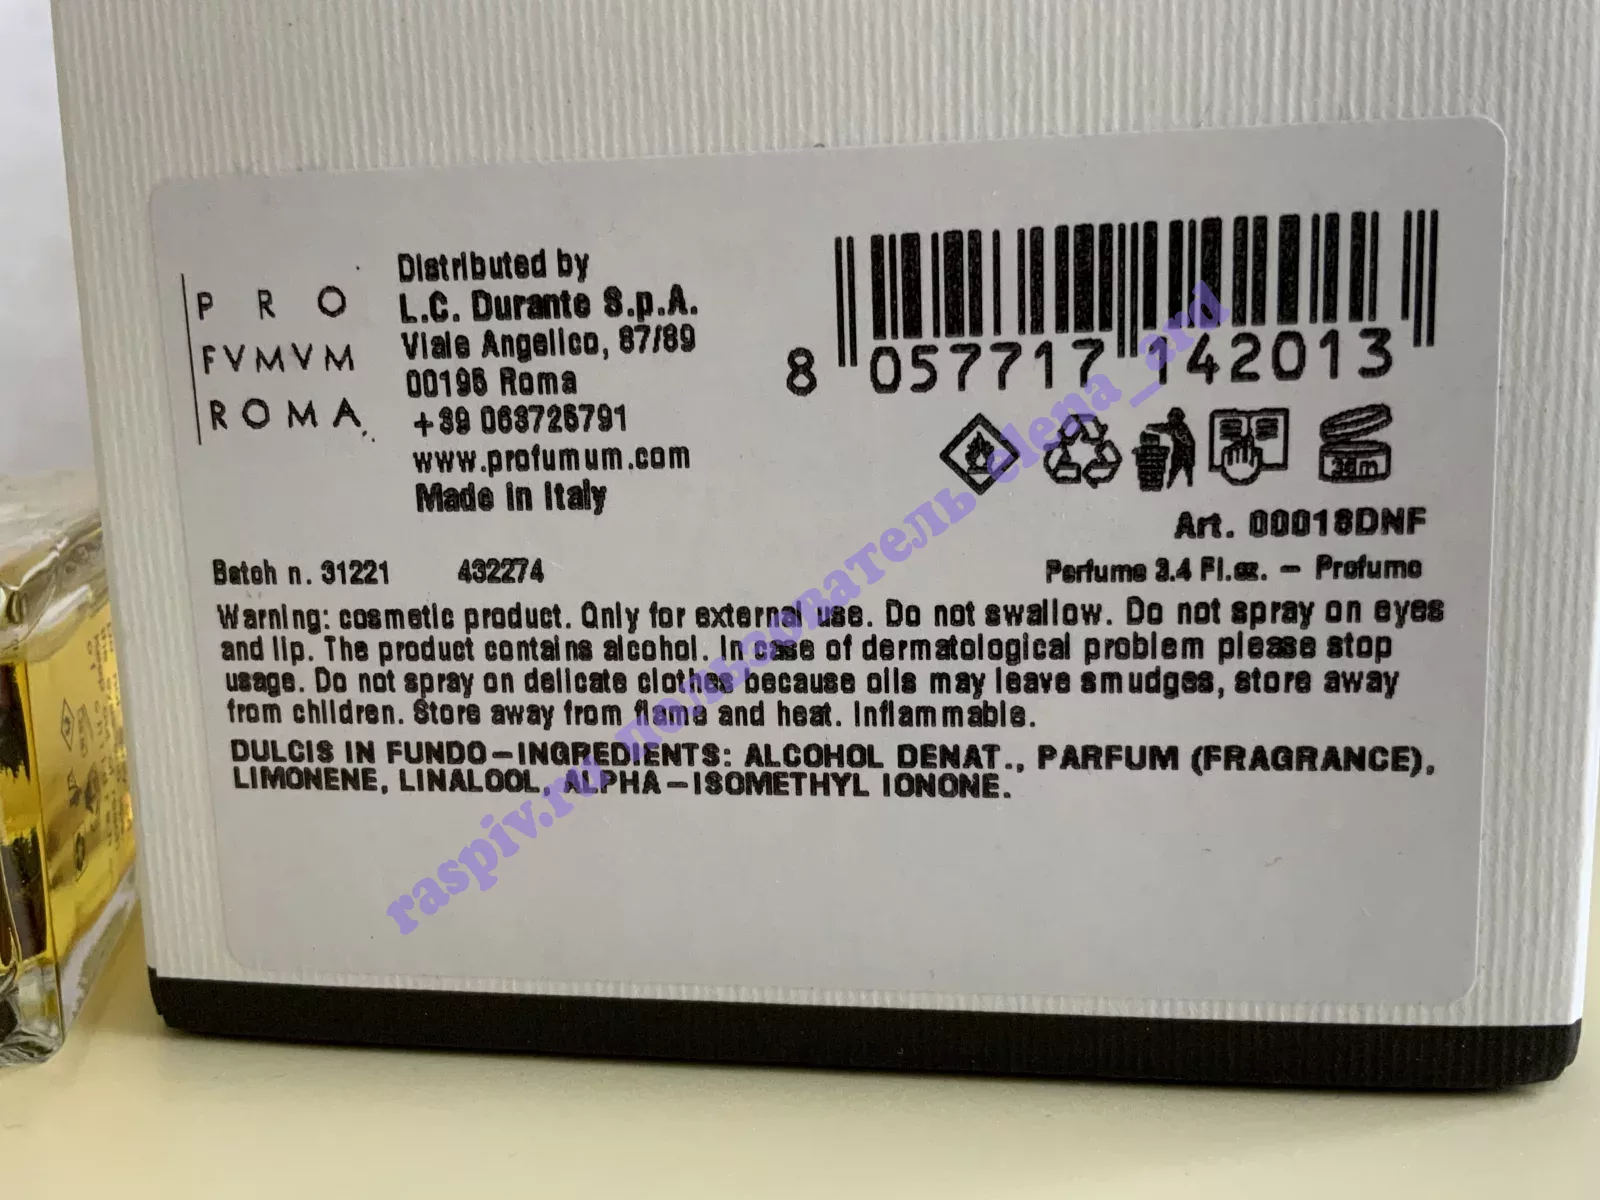 PRO
FVMVM
ROMA
Distributed by
L.C. Durante S.p.A.
Viale Angelico, 87/89
00195 Roma
+39 063725791
www.profumum.com
Made in Italy
8 057717 142013
36m
Art. 00018DNF
Batch n. 31221 432274
Perfume 3.4 Fl.oz. – Profumo
Warning: cosmetic product. Only for external use. Do not swallow. Do not spray on eyes
and lip. The product contains alcohol. In case of dermatological problem please stop
usage. Do not spray on delicate clothes because oils may leave smudges, store away
from children. Store away from flame and heat. Inflammable.
DULCIS IN FUNDO–INGREDIENTS: ALCOHOL DENAT., PARFUM (FRAGRANCE),
LIMONENE, LINALOOL, ALPHA–ISOMETHYL IONONE.
raspiv.ru пользователь elena_ard